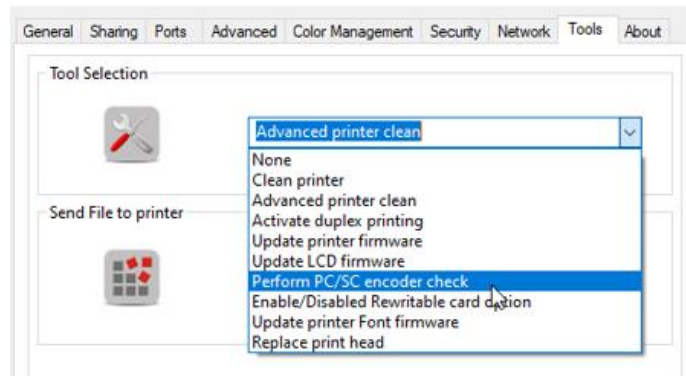 General Sharing Ports Advanced Color Management Security Network Tools About
Tool Selection
Advanced printer clean
None
Clean printer
Advanced printer clean
Activate duplex printing
Send File to printer
Update printer firmware
Update LCD firmware
Perform PC/SC encoder check
Enable/Disabled Rewritable card option
Update printer Font firmware
Replace print head